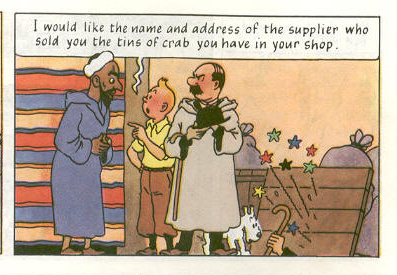 I would like the name and address of the supplier who
sold you the tins of crab you have in your shop.